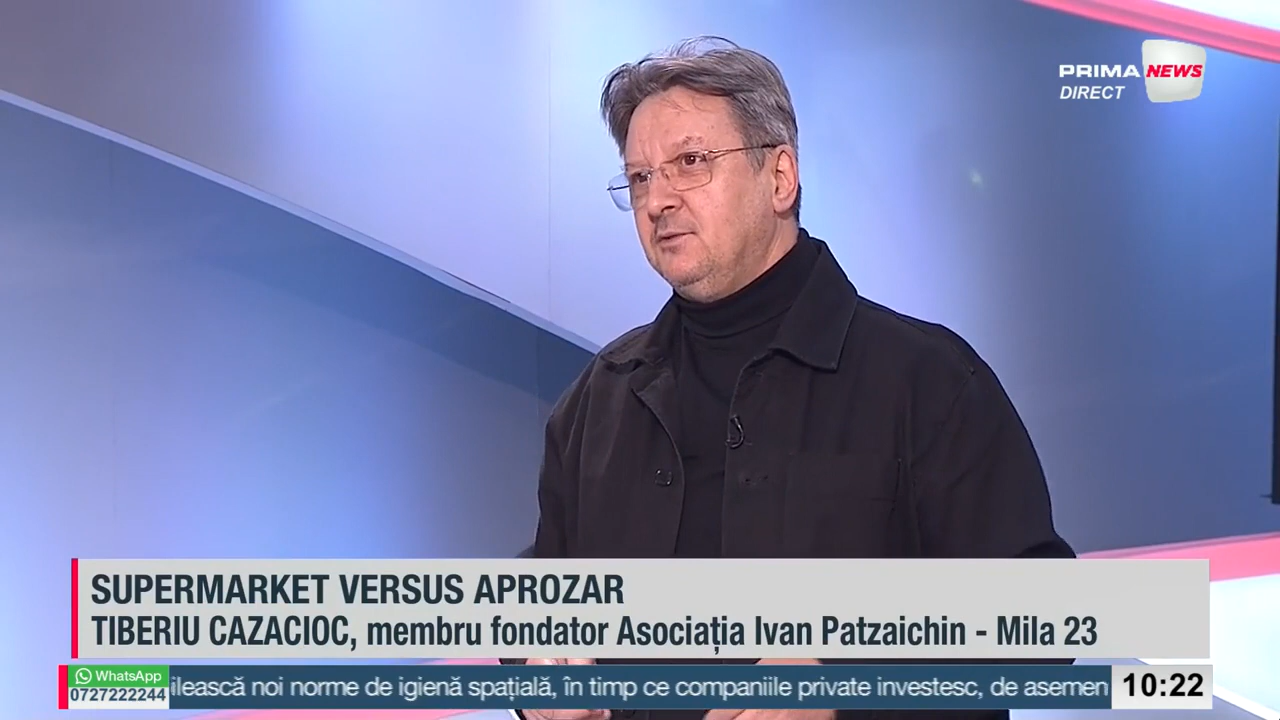 PRIMA NEWS
DIRECT
SUPERMARKET VERSUS APROZAR
TIBERIU CAZACIOC, membru fondator Asociația Ivan Patzaichin - Mila 23
WhatsApp
0727222244
ilească noi norme de igienă spațială, în timp ce companiile private investesc, de asemen
10:22